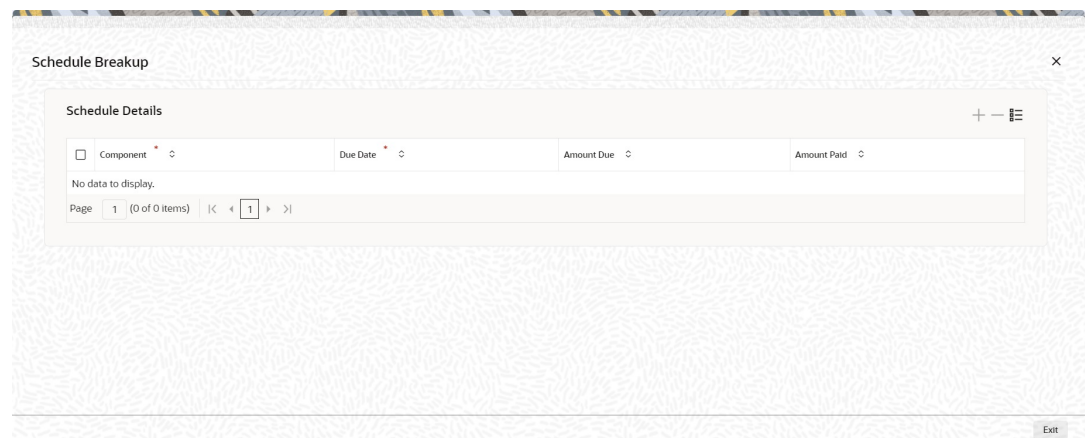 Schedule Breakup
Schedule Details
Component * Due Date * Amount Due Amount Paid
No data to display.
Page 1 (0 of 0 items) 1
Exit